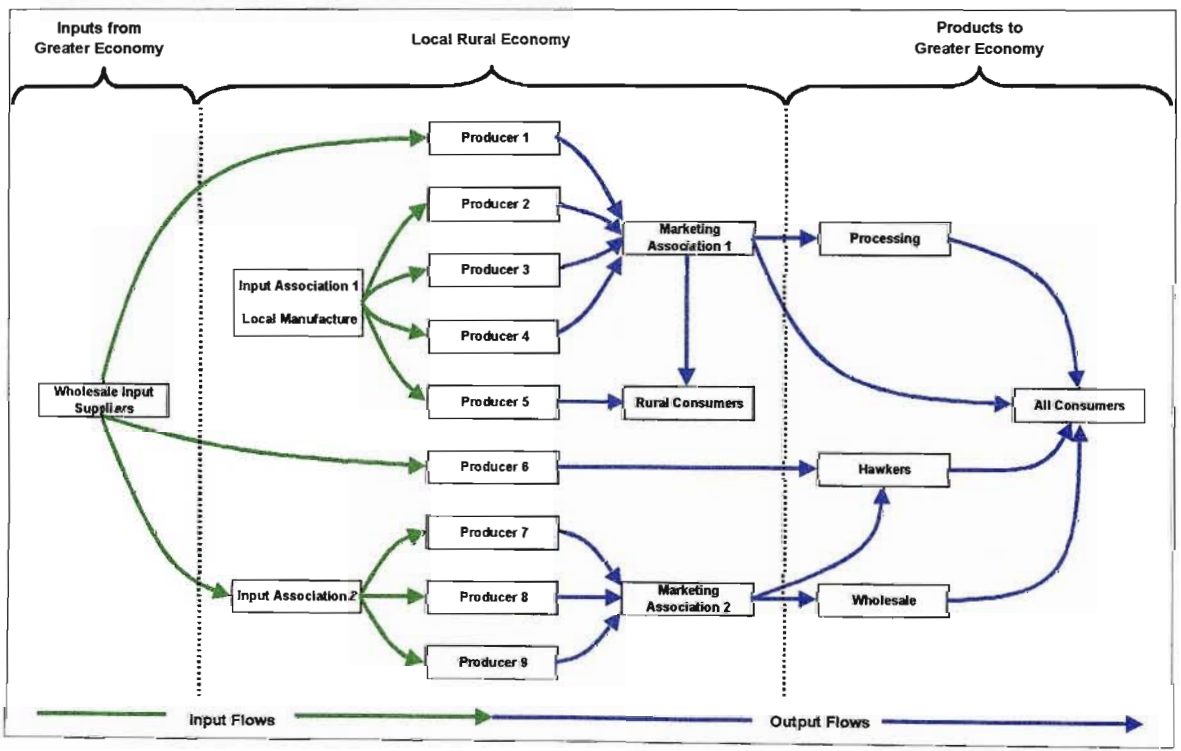 Inputs from
Greater Economy
Local Rural Economy
Products to
Greater Economy
Producer 1
Producer 2
Producer 3
Producer 4
Producer 5
Producer 6
Producer 7
Producer 8
Producer 9
Input Association 1
Local Manufacture
Wholesale Input
Suppliers
Input Association 2
Marketing
Association 1
Rural Consumers
Marketing
Association 2
Processing
All Consumers
Hawkers
Wholesale
Input Flows
Output Flows